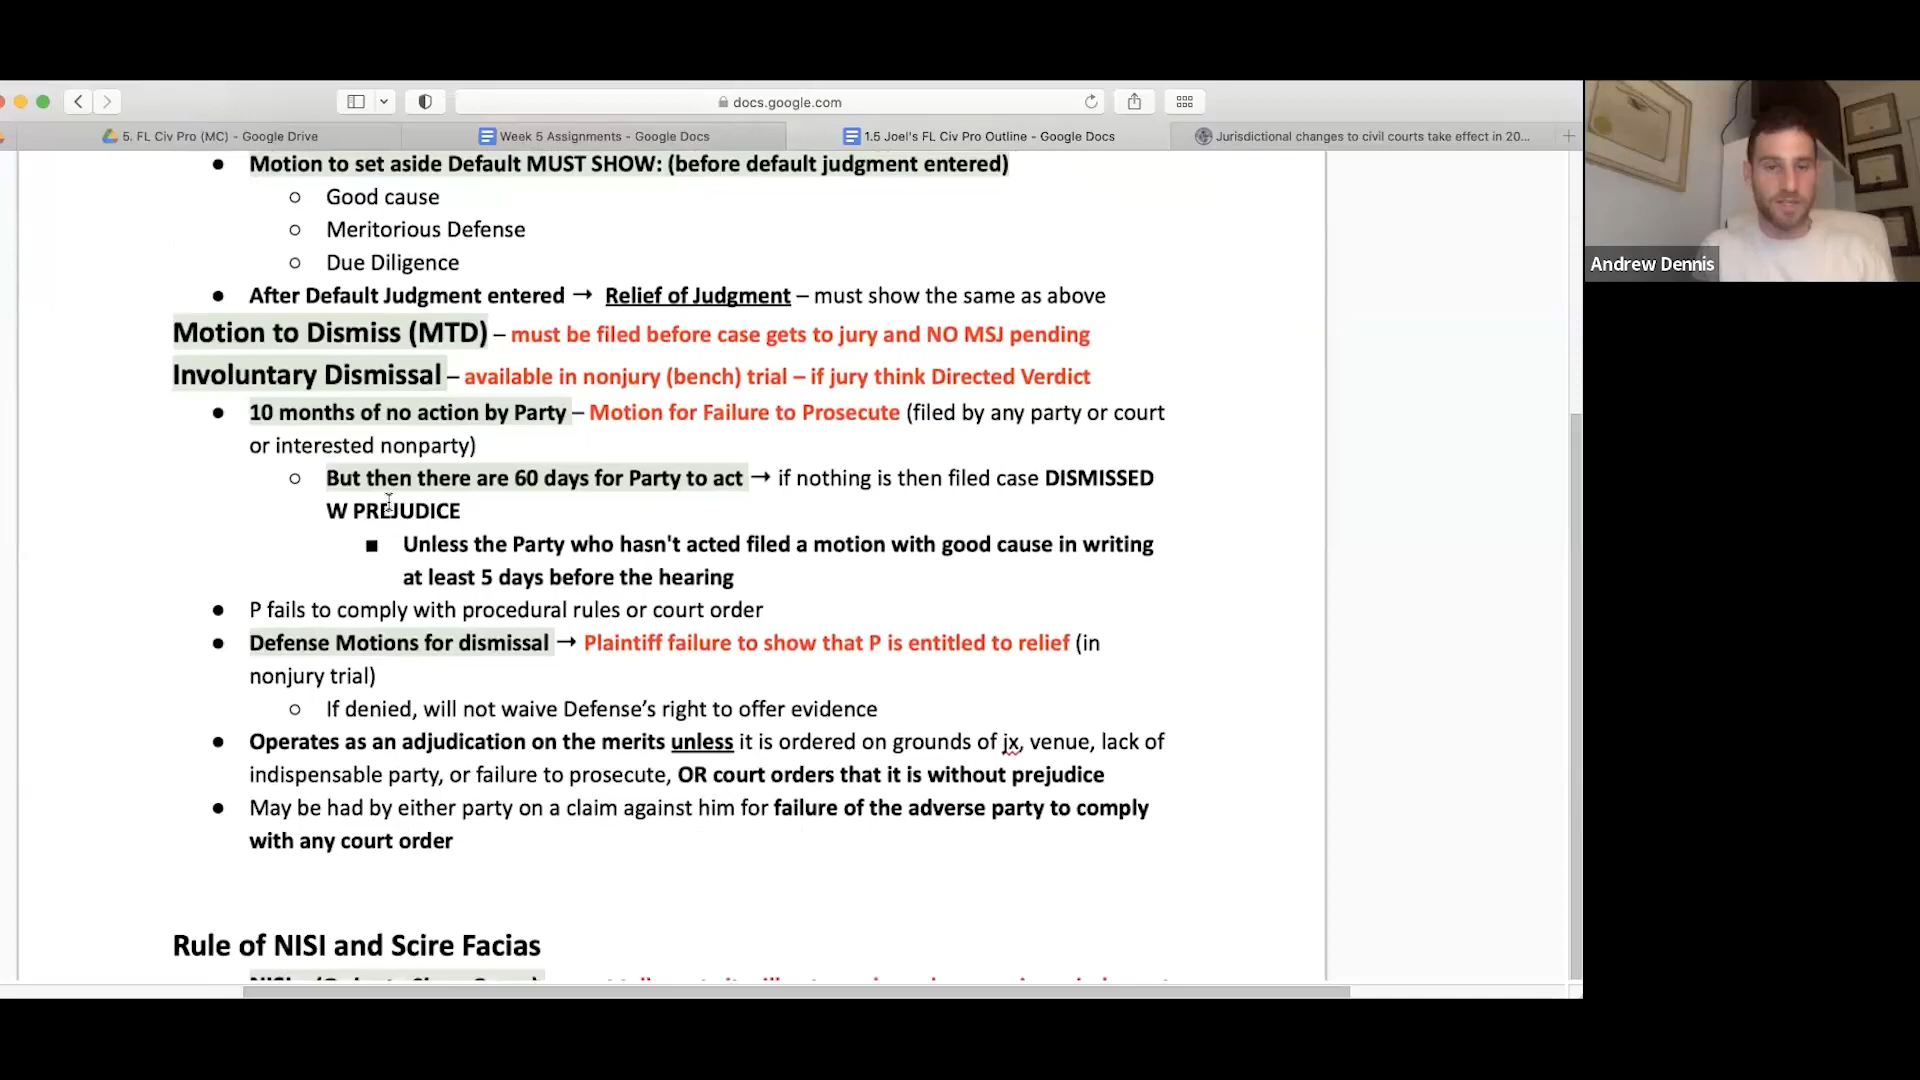 docs.google.com
5. FL Civ Pro (MC) - Google Drive
Week 5 Assignments - Google Docs
1.5 Joel's FL Civ Pro Outline - Google Docs
Jurisdictional changes to civil courts take effect in 20...
Andrew Dennis
● Motion to set aside Default MUST SHOW: (before default judgment entered)
○ Good cause
○ Meritorious Defense
○ Due Diligence
● After Default Judgment entered → Relief of Judgment – must show the same as above
Motion to Dismiss (MTD) – must be filed before case gets to jury and NO MSJ pending
Involuntary Dismissal – available in nonjury (bench) trial – if jury think Directed Verdict
● 10 months of no action by Party – Motion for Failure to Prosecute (filed by any party or court
or interested nonparty)
○ But then there are 60 days for Party to act → if nothing is then filed case DISMISSED
W PREJUDICE
■ Unless the Party who hasn't acted filed a motion with good cause in writing
at least 5 days before the hearing
● P fails to comply with procedural rules or court order
● Defense Motions for dismissal → Plaintiff failure to show that P is entitled to relief (in
nonjury trial)
○ If denied, will not waive Defense’s right to offer evidence
● Operates as an adjudication on the merits unless it is ordered on grounds of jx, venue, lack of
indispensable party, or failure to prosecute, OR court orders that it is without prejudice
● May be had by either party on a claim against him for failure of the adverse party to comply
with any court order
Rule of NISI and Scire Facias